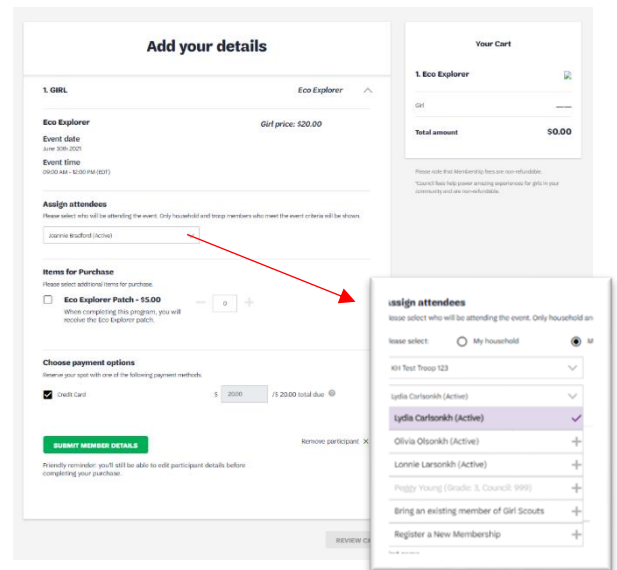 Add your details
1. GIRL
Eco Explorer
Eco Explorer
Girl price: $20.00
Event date
June 30th 2021
Event time
09:00 AM - 12:00 PM (EDT)
Assign attendees
Please select who will be attending the event. Only household and troop members who meet the event criteria will be shown.
Joannie Bradford (Active)
Items for Purchase
Please select additional items for purchase.
Eco Explorer Patch - $5.00
0
When completing this program, you will
receive the Eco Explorer patch.
Choose payment options
Reserve your spot with one of the following payment methods.
Credit Card
$ 20.00 /$ 20.00 total due
SUBMIT MEMBER DETAILS
Remove participant X
Friendly reminder: you'll still be able to edit participant details before
completing your purchase.
REVIEW C
Your Cart
1. Eco Explorer
Girl
Total amount $0.00
Please note that Membership fees are non-refundable.
*Council fees help power amazing experiences for girls in your
community and are non-refundable.
ssign attendees
lease select who will be attending the event. Only household an
lease select: My household M
KH Test Troop 123
Lydia Carlsonkh (Active)
Lydia Carlsonkh (Active)
Olivia Olsonkh (Active)
Lonnie Larsonkh (Active)
Peggy Young (Grade: 3, Council: 999)
Bring an existing member of Girl Scouts
Register a New Membership